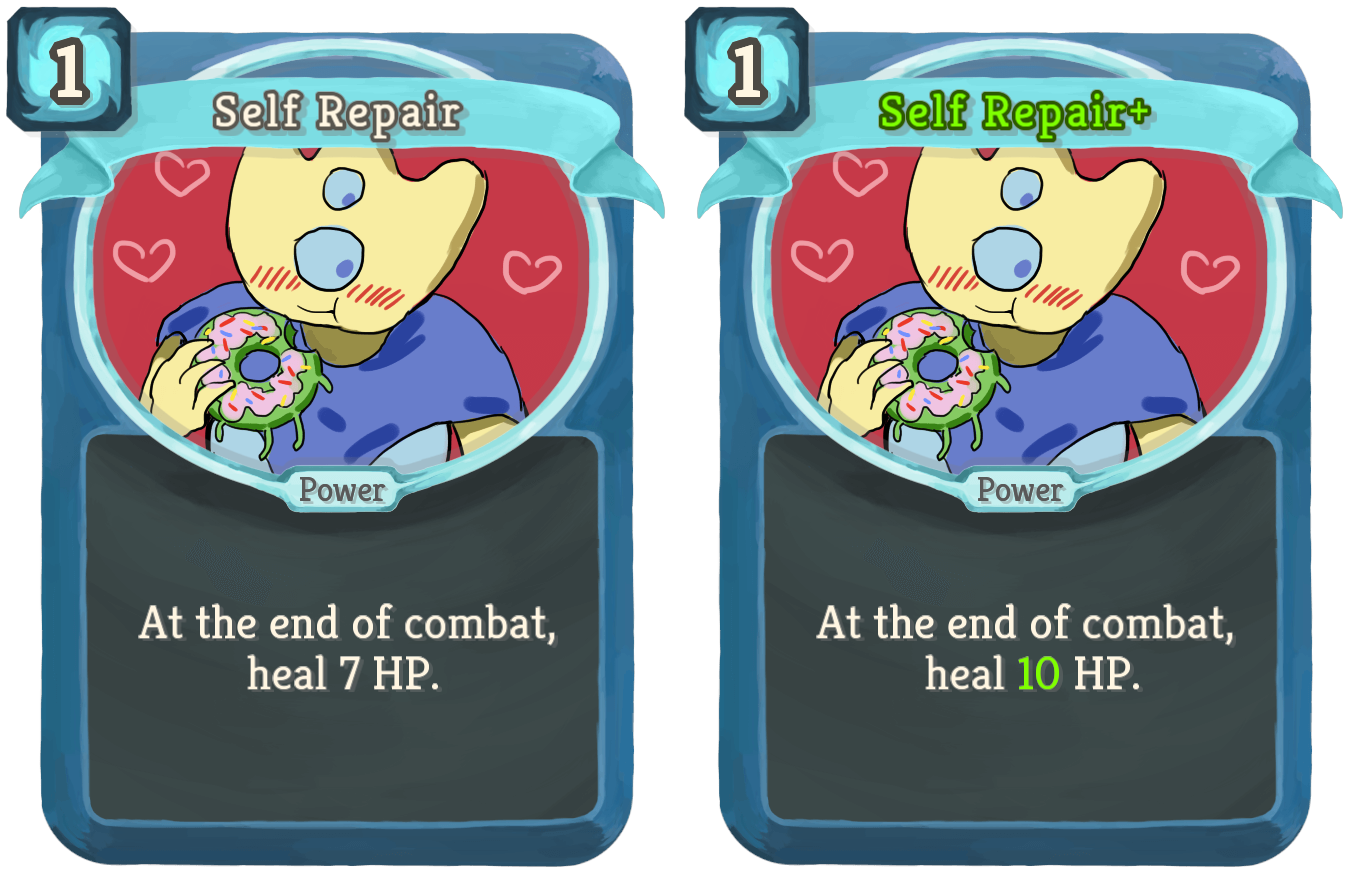 1
Self Repair
Power
At the end of combat,
heal 7 HP.
1
Self Repair+
Power
At the end of combat,
heal 10 HP.